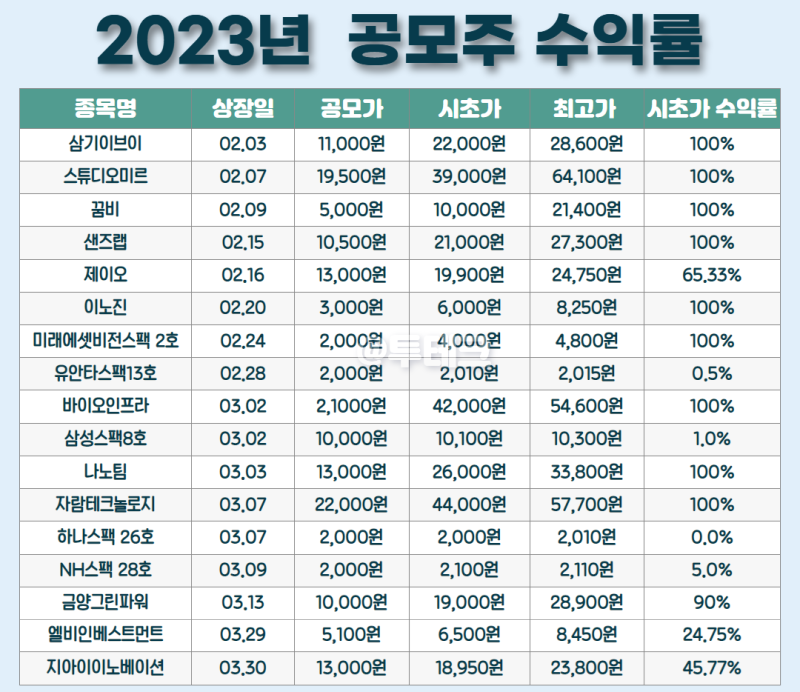 2023년 공모주 수익률
종목명 상장일 공모가 시초가 최고가 시초가 수익률
삼기이브이 02.03 11,000원 22,000원 28,600원 100%
스튜디오미르 02.07 19,500원 39,000원 64,100원 100%
꿈비 02.09 5,000원 10,000원 21,400원 100%
샌즈랩 02.15 10,500원 21,000원 27,300원 100%
제이오 02.16 13,000원 19,900원 24,750원 65.33%
이노진 02.20 3,000원 6,000원 8,250원 100%
미래에셋비전스팩 2호 02.24 2,000원 4,000원 4,800원 100%
@투테크
유안타스팩13호 02.28 2,000원 2,010원 2,015원 0.5%
바이오인프라 03.02 2,1000원 42,000원 54,600원 100%
삼성스팩8호 03.02 10,000원 10,100원 10,300원 1.0%
나노팀 03.03 13,000원 26,000원 33,800원 100%
자람테크놀로지 03.07 22,000원 44,000원 57,700원 100%
하나스팩 26호 03.07 2,000원 2,000원 2,010원 0.0%
NH스팩 28호 03.09 2,000원 2,100원 2,110원 5.0%
금양그린파워 03.13 10,000원 19,000원 28,900원 90%
엘비인베스트먼트 03.29 5,100원 6,500원 8,450원 24.75%
지아이이노베이션 03.30 13,000원 18,950원 23,800원 45.77%